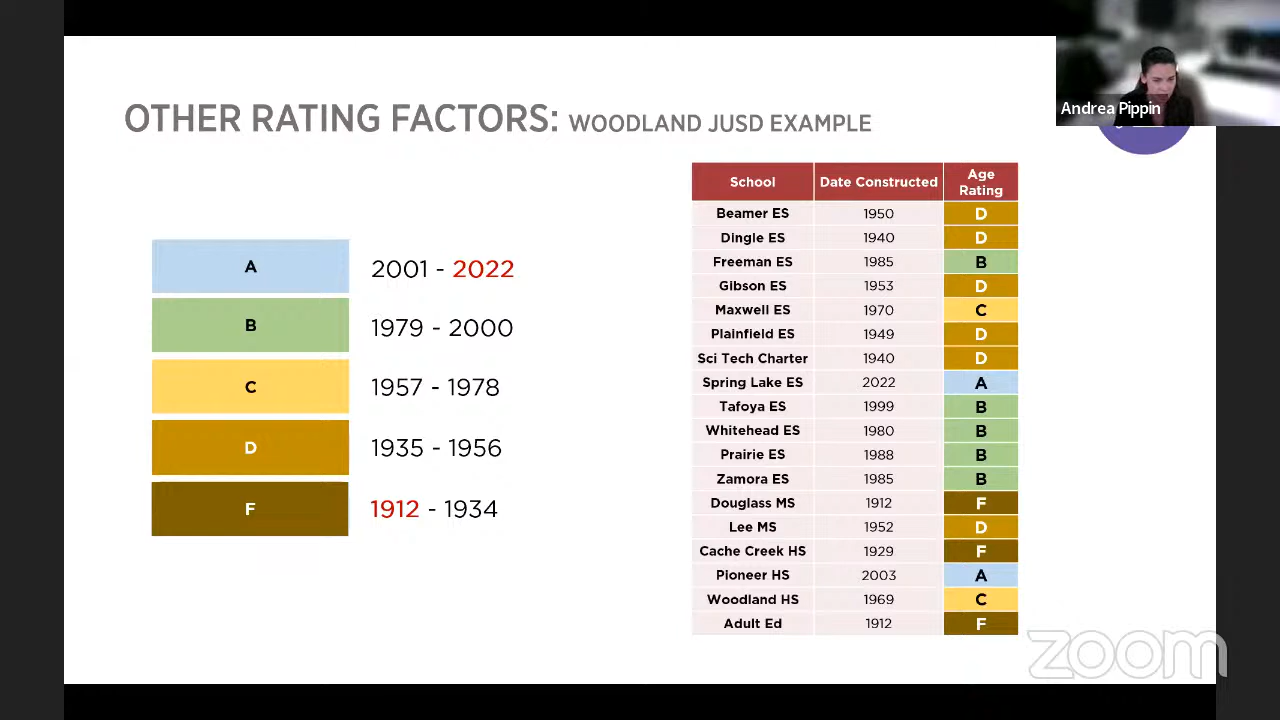 Andrea Pippin
OTHER RATING FACTORS: WOODLAND JUSD EXAMPLE
A 2001 - 2022
B 1979 - 2000
C 1957 - 1978
D 1935 - 1956
F 1912 - 1934
School Date Constructed Age Rating
Beamer ES 1950 D
Dingle ES 1940 D
Freeman ES 1985 B
Gibson ES 1953 D
Maxwell ES 1970 C
Plainfield ES 1949 D
Sci Tech Charter 1940 D
Spring Lake ES 2022 A
Tafoya ES 1999 B
Whitehead ES 1980 B
Prairie ES 1988 B
Zamora ES 1985 B
Douglass MS 1912 F
Lee MS 1952 D
Cache Creek HS 1929 F
Pioneer HS 2003 A
Woodland HS 1969 C
Adult Ed 1912 F
zoom